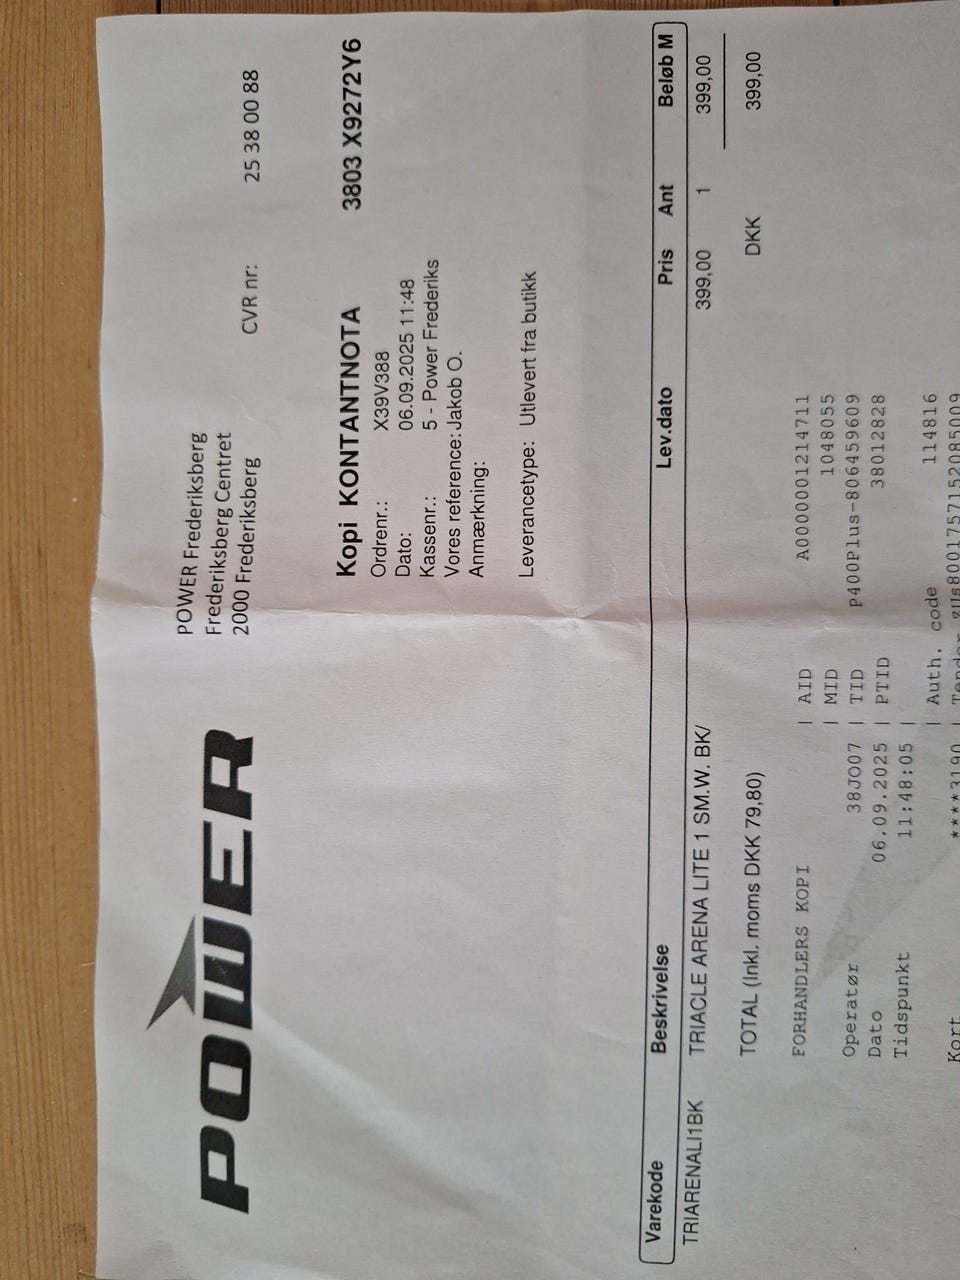 POWER
POWER Frederiksberg
Frederiksberg Centret
2000 Frederiksberg
CVR nr: 25 38 00 88
Kopi KONTANTNOTA 3803 X9272Y6
Ordrenr.: X39V388
Dato: 06.09.2025 11:48
Kassenr.: 5 - Power Frederiks
Vores reference: Jakob O.
Anmærkning:
Leverancetype: Utlevert fra butikk
Varekode Beskrivelse Lev.dato Pris Ant Beløb M
TRIARENALI1BK TRIACLE ARENA LITE 1 SM.W. BK/ 399,00 1 399,00
TOTAL (Inkl. moms DKK 79,80) DKK 399,00
FORHANDLERS KOPI | AID A0000001214711
| MID 1048055
Operatør 38JO07 | TID P400Plus-806459609
Dato 06.09.2025 | PTID 38012828
Tidspunkt 11:48:05 |
| Auth. code 114816
Kort ****3190 |